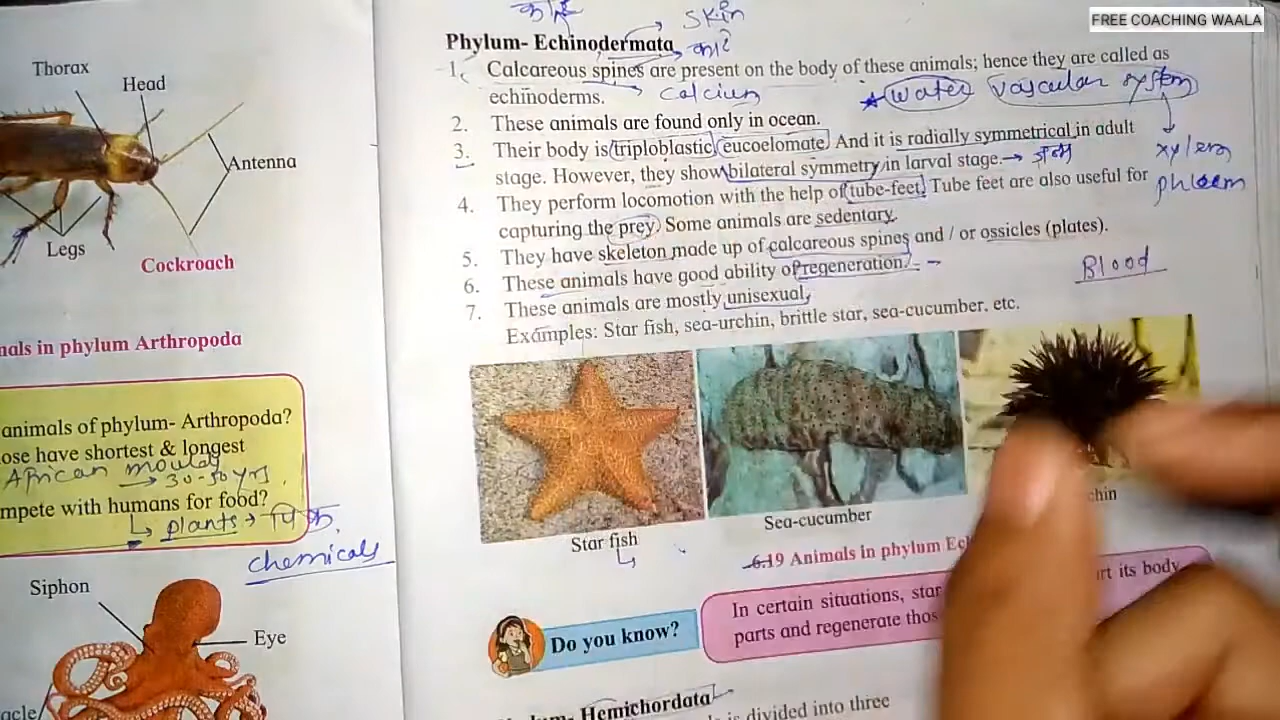 FREE COACHING WAALA
Thorax
Head
Antenna
Legs
Cockroach
nals in phylum Arthropoda
animals of phylum- Arthropoda?
ose have shortest & longest
African
30-50 yrs.
mpete with humans for food?
plants
chemicals
Siphon
Eye
acle
skin
Phylum- Echinodermata
1. Calcareous spines are present on the body of these animals; hence they are called as
echinoderms. calcium water vascular system
2. These animals are found only in ocean.
3. Their body is triploblastic, eucoelomate. And it is radially symmetrical in adult
stage. However, they show bilateral symmetry in larval stage.
xylem
phloem
4. They perform locomotion with the help of tube-feet. Tube feet are also useful for
capturing the prey. Some animals are sedentary.
5. They have skeleton made up of calcareous spines and / or ossicles (plates).
6. These animals have good ability of regeneration.
Blood
7. These animals are mostly unisexual.
Examples: Star fish, sea-urchin, brittle star, sea-cucumber, etc.
Star fish
Sea-cucumber
chin
6.19 Animals in phylum Ec
Do you know?
In certain situations, star rt its body
parts and regenerate thos
Hemichordata
is divided into three